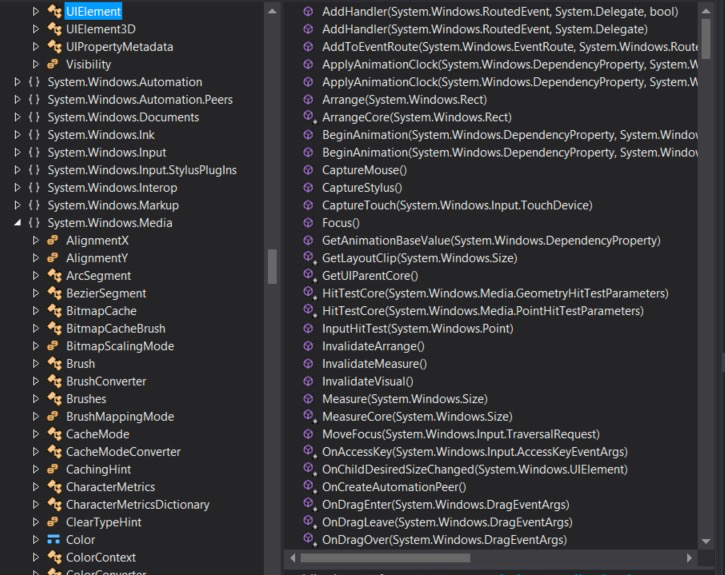 UIElement
UIElement3D
UIPropertyMetadata
Visibility
{ } System.Windows.Automation
{ } System.Windows.Automation.Peers
{ } System.Windows.Documents
{ } System.Windows.Ink
{ } System.Windows.Input
{ } System.Windows.Input.StylusPlugIns
{ } System.Windows.Interop
{ } System.Windows.Markup
{ } System.Windows.Media
AlignmentX
AlignmentY
ArcSegment
BezierSegment
BitmapCache
BitmapCacheBrush
BitmapScalingMode
Brush
BrushConverter
Brushes
BrushMappingMode
CacheMode
CacheModeConverter
CachingHint
CharacterMetrics
CharacterMetricsDictionary
ClearTypeHint
Color
ColorContext
ColorConverter
AddHandler(System.Windows.RoutedEvent, System.Delegate, bool)
AddHandler(System.Windows.RoutedEvent, System.Delegate)
AddToEventRoute(System.Windows.EventRoute, System.Windows.Route
ApplyAnimationClock(System.Windows.DependencyProperty, System.W
ApplyAnimationClock(System.Windows.DependencyProperty, System.W
Arrange(System.Windows.Rect)
ArrangeCore(System.Windows.Rect)
BeginAnimation(System.Windows.DependencyProperty, System.Windov
BeginAnimation(System.Windows.DependencyProperty, System.Windov
CaptureMouse()
CaptureStylus()
CaptureTouch(System.Windows.Input.TouchDevice)
Focus()
GetAnimationBaseValue(System.Windows.DependencyProperty)
GetLayoutClip(System.Windows.Size)
GetUIParentCore()
HitTestCore(System.Windows.Media.GeometryHitTestParameters)
HitTestCore(System.Windows.Media.PointHitTestParameters)
InputHitTest(System.Windows.Point)
InvalidateArrange()
InvalidateMeasure()
InvalidateVisual()
Measure(System.Windows.Size)
MeasureCore(System.Windows.Size)
MoveFocus(System.Windows.Input.TraversalRequest)
OnAccessKey(System.Windows.Input.AccessKeyEventArgs)
OnChildDesiredSizeChanged(System.Windows.UIElement)
OnCreateAutomationPeer()
OnDragEnter(System.Windows.DragEventArgs)
OnDragLeave(System.Windows.DragEventArgs)
OnDragOver(System.Windows.DragEventArgs)